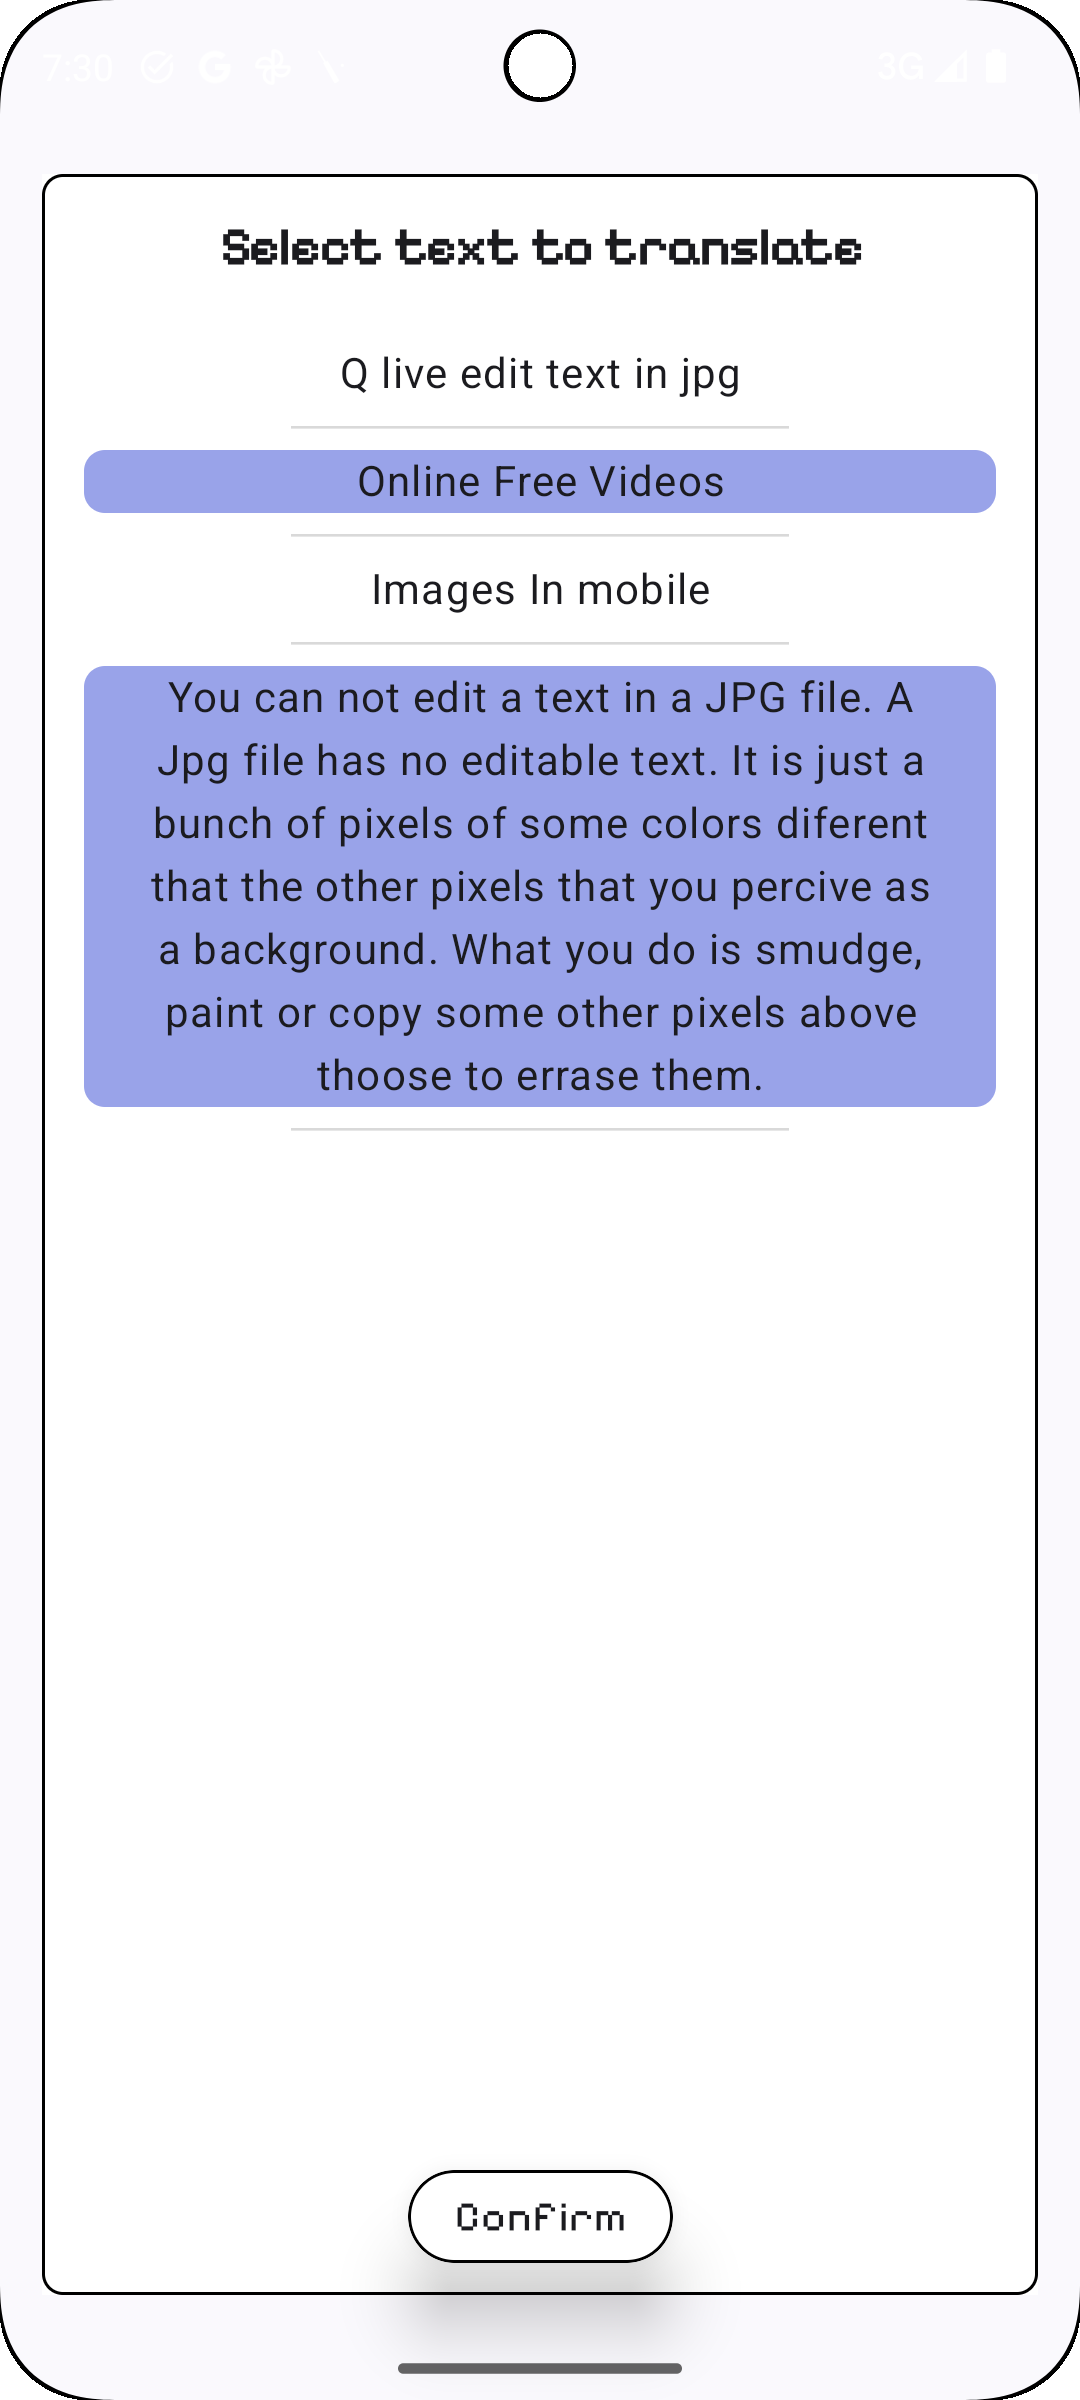 7:30 3G
Select text to translate
Q live edit text in jpg
Online Free Videos
Images In mobile
You can not edit a text in a JPG file. A
Jpg file has no editable text. It is just a
bunch of pixels of some colors diferent
that the other pixels that you percive as
a background. What you do is smudge,
paint or copy some other pixels above
thoose to errase them.
Confirm